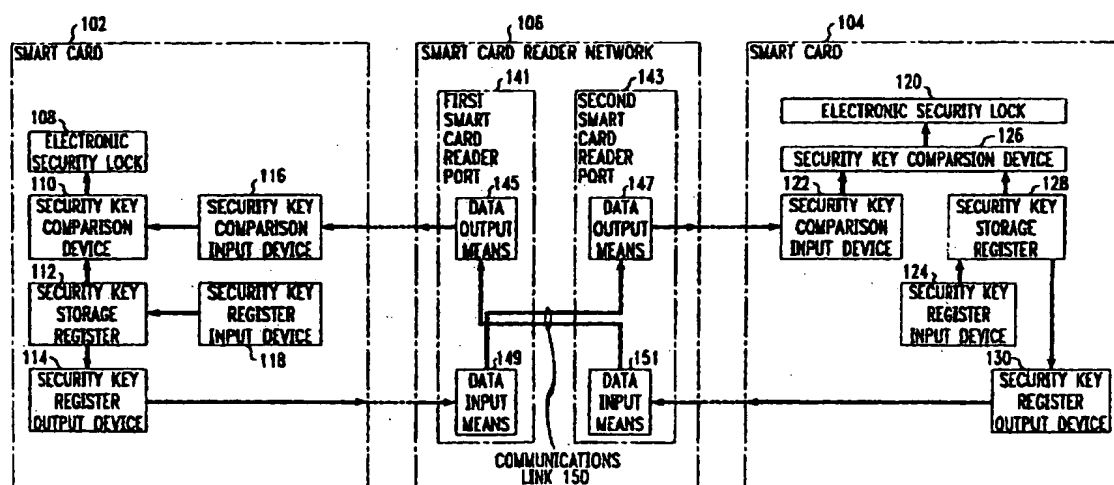 102
SMART CARD
108
ELECTRONIC
SECURITY LOCK
110
SECURITY KEY
COMPARISON
DEVICE
116
SECURITY KEY
COMPARISON
INPUT DEVICE
112
SECURITY KEY
STORAGE
REGISTER
SECURITY KEY
REGISTER
INPUT DEVICE
118
114
SECURITY KEY
REGISTER
OUTPUT DEVICE
106
SMART CARD READER NETWORK
141
FIRST
SMART
CARD
READER
PORT
145
DATA
OUTPUT
MEANS
149
DATA
INPUT
MEANS
143
SECOND
SMART
CARD
READER
PORT
147
DATA
OUTPUT
MEANS
151
DATA
INPUT
MEANS
COMMUNICATIONS
LINK 150
104
SMART CARD
120
ELECTRONIC SECURITY LOCK
126
SECURITY KEY COMPARSION DEVICE
122
SECURITY KEY
COMPARISON
INPUT DEVICE
128
SECURITY KEY
STORAGE
REGISTER
124
SECURITY KEY
REGISTER
INPUT DEVICE
130
SECURITY KEY
REGISTER
OUTPUT DEVICE